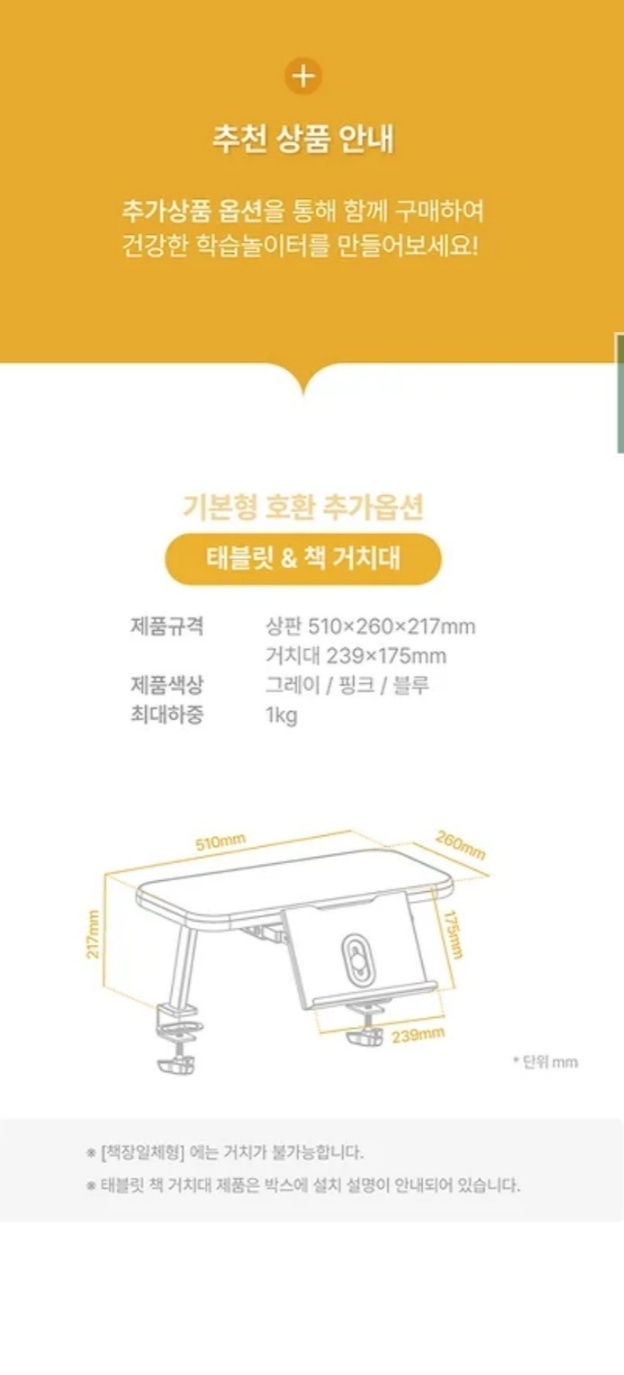 추천 상품 안내
추가상품 옵션을 통해 함께 구매하여
건강한 학습놀이터를 만들어보세요!
기본형 호환 추가옵션
태블릿 & 책 거치대
제품규격 상판 510×260×217mm
거치대 239×175mm
제품색상 그레이 / 핑크 / 블루
최대하중 1kg
510mm
260mm
217mm
175mm
239mm
* 단위 mm
※ [책장일체형] 에는 거치가 불가능합니다.
※ 태블릿 책 거치대 제품은 박스에 설치 설명이 안내되어 있습니다.